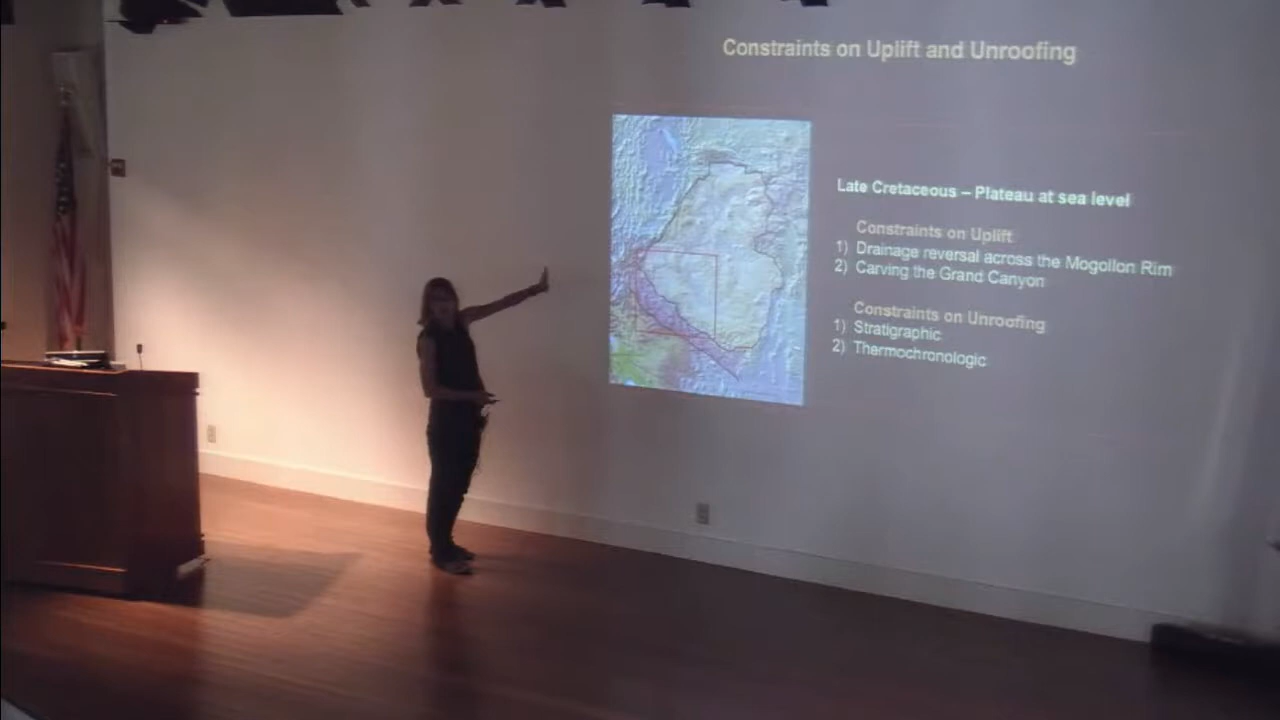 Constraints on Uplift and Unroofing
Late Cretaceous – Plateau at sea level
Constraints on Uplift
1) Drainage reversal across the Mogollon Rim
2) Carving the Grand Canyon
Constraints on Unroofing
1) Stratigraphic
2) Thermochronologic